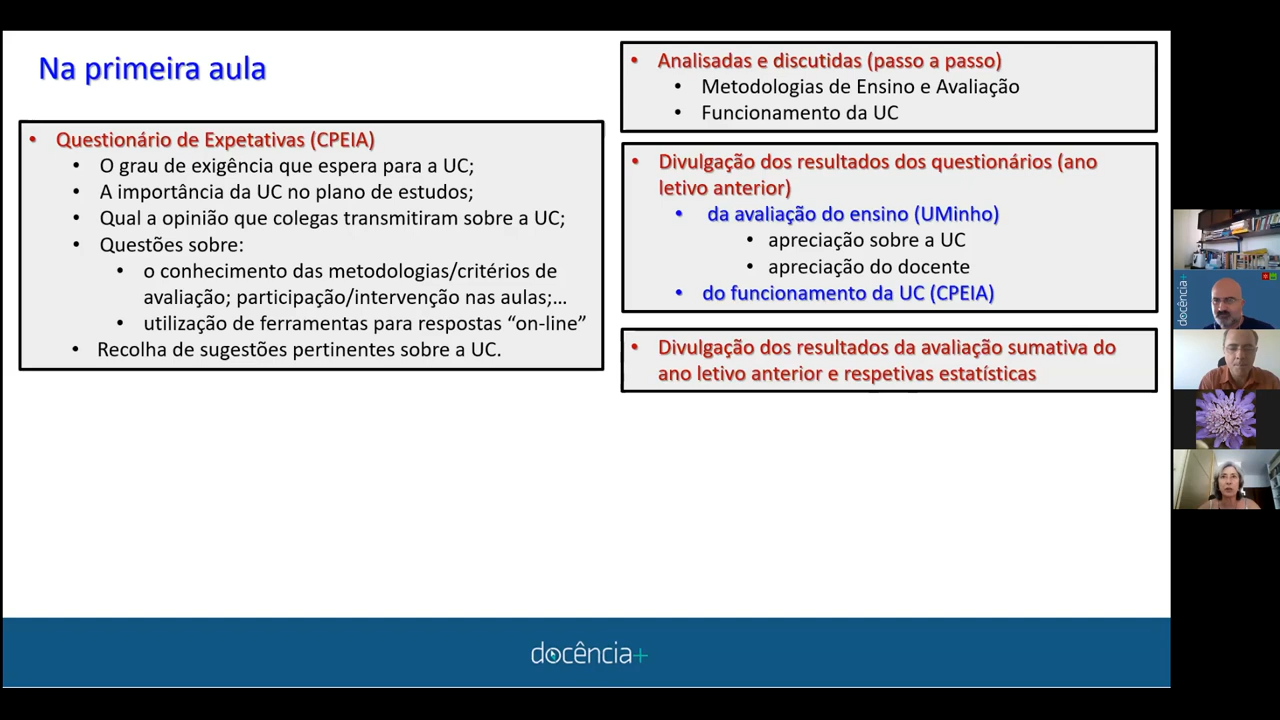 Na primeira aula
• Questionário de Expetativas (CPEIA)
• O grau de exigência que espera para a UC;
• A importância da UC no plano de estudos;
• Qual a opinião que colegas transmitiram sobre a UC;
• Questões sobre:
• o conhecimento das metodologias/critérios de
avaliação; participação/intervenção nas aulas;...
• utilização de ferramentas para respostas “on-line”
• Recolha de sugestões pertinentes sobre a UC.
• Analisadas e discutidas (passo a passo)
• Metodologias de Ensino e Avaliação
• Funcionamento da UC
• Divulgação dos resultados dos questionários (ano
letivo anterior)
• da avaliação do ensino (UMinho)
• apreciação sobre a UC
• apreciação do docente
• do funcionamento da UC (CPEIA)
• Divulgação dos resultados da avaliação sumativa do
ano letivo anterior e respetivas estatísticas
docência+
docência+